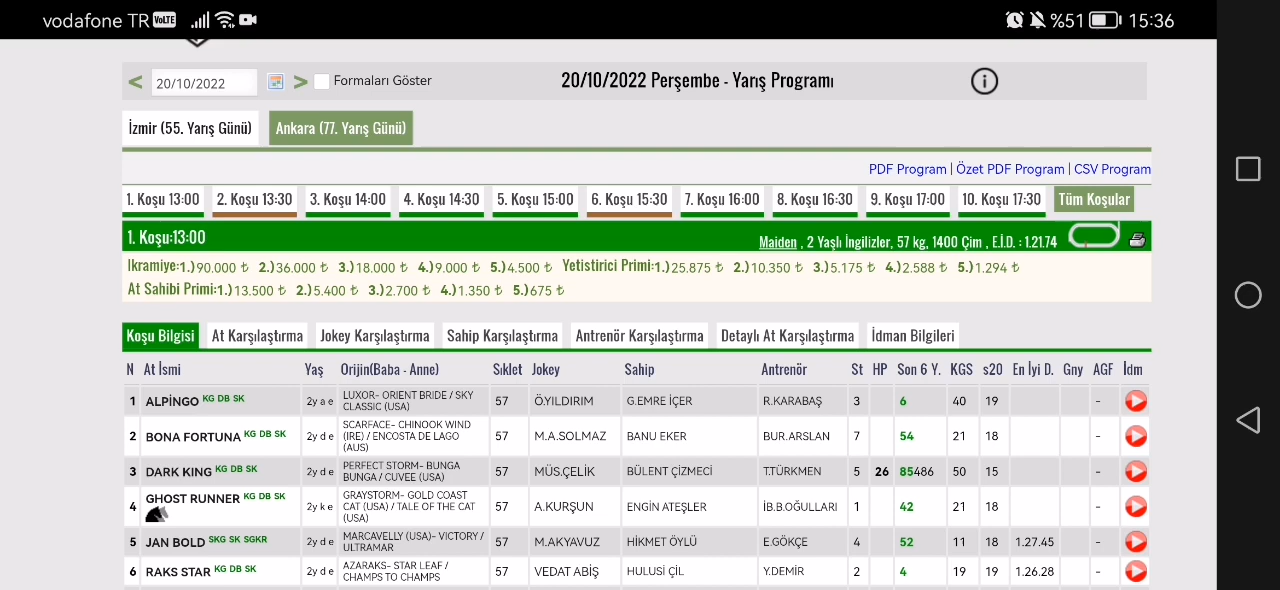 vodafone TR VoLTE %51 15:36
< 20/10/2022 > Formaları Göster 20/10/2022 Perşembe - Yarış Programı i
İzmir (55. Yarış Günü) Ankara (77. Yarış Günü)
PDF Program | Özet PDF Program | CSV Program
1. Koşu 13:00 2. Koşu 13:30 3. Koşu 14:00 4. Koşu 14:30 5. Koşu 15:00 6. Koşu 15:30 7. Koşu 16:00 8. Koşu 16:30 9. Koşu 17:00 10. Koşu 17:30 Tüm Koşular
1. Koşu:13:00 Maiden , 2 Yaşlı İngilizler, 57 kg, 1400 Çim , E.İ.D. : 1.21.74
Ikramiye:1.)90.000 ₺ 2.)36.000 ₺ 3.)18.000 ₺ 4.)9.000 ₺ 5.)4.500 ₺ Yetistirici Primi:1.)25.875 ₺ 2.)10.350 ₺ 3.)5.175 ₺ 4.)2.588 ₺ 5.)1.294 ₺
At Sahibi Primi:1.)13.500 ₺ 2.)5.400 ₺ 3.)2.700 ₺ 4.)1.350 ₺ 5.)675 ₺
Koşu Bilgisi At Karşılaştırma Jokey Karşılaştırma Sahip Karşılaştırma Antrenör Karşılaştırma Detaylı At Karşılaştırma İdman Bilgileri
N At İsmi Yaş Orijin(Baba - Anne) Sıklet Jokey Sahip Antrenör St HP Son 6 Y. KGS s20 En İyi D. Gny AGF İdm
1 ALPİNGO KG DB SK 2y a e LUXOR- ORIENT BRIDE / SKY 57 Ö.YILDIRIM G.EMRE İÇER R.KARABAŞ 3 6 40 19 -
CLASSIC (USA)
2 BONA FORTUNA KG DB SK 2y d e SCARFACE- CHINOOK WIND 57 M.A.SOLMAZ BANU EKER BUR.ARSLAN 7 54 21 18 -
(IRE) / ENCOSTA DE LAGO
(AUS)
3 DARK KING KG DB SK 2y d e PERFECT STORM- BUNGA 57 MÜS.ÇELİK BÜLENT ÇİZMECİ T.TÜRKMEN 5 26 85486 50 15 -
BUNGA / CUVEE (USA)
4 GHOST RUNNER KG DB SK 2y k e GRAYSTORM- GOLD COAST 57 A.KURŞUN ENGİN ATEŞLER İB.B.OĞULLARI 1 42 21 18 -
CAT (USA) / TALE OF THE CAT
(USA)
5 JAN BOLD SKG SK SGKR 2y d e MARCAVELLY (USA)- VICTORY / 57 M.AKYAVUZ HİKMET ÖYLÜ E.GÖKÇE 4 52 11 18 1.27.45 -
ULTRAMAR
6 RAKS STAR KG DB SK 2y d e AZARAKS- STAR LEAF / 57 VEDAT ABİŞ HULUSİ ÇİL Y.DEMİR 2 4 19 19 1.26.28 -
CHAMPS TO CHAMPS